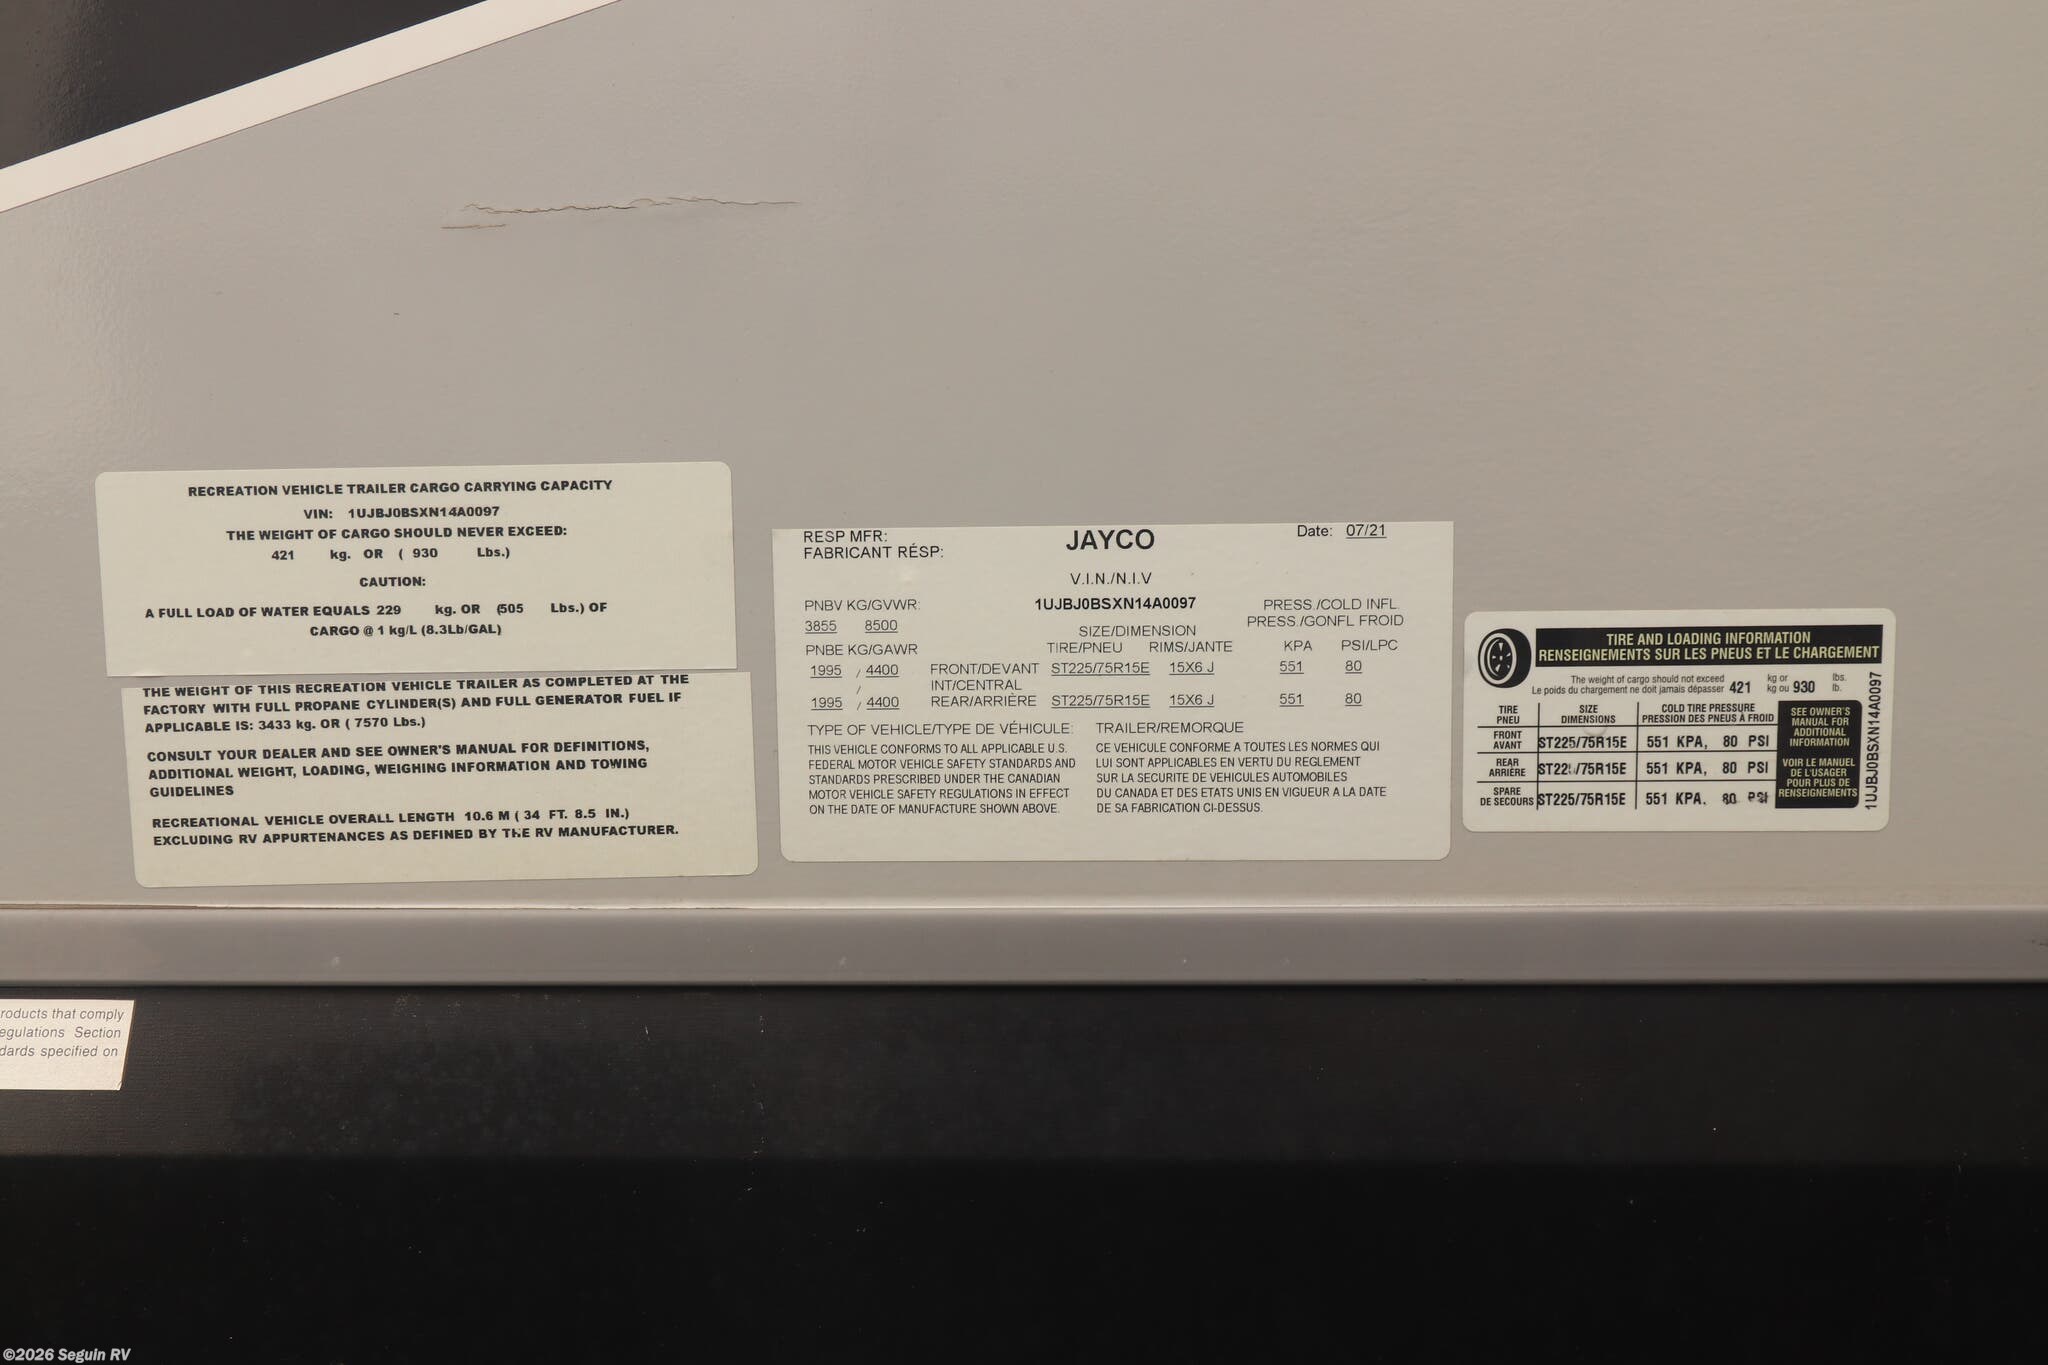 RECREATION VEHICLE TRAILER CARGO CARRYING CAPACITY
VIN: 1UJBJ0BSXN14A0097
THE WEIGHT OF CARGO SHOULD NEVER EXCEED:
421 kg. OR ( 930 Lbs.)
CAUTION:
A FULL LOAD OF WATER EQUALS 229 kg. OR (505 Lbs.) OF
CARGO @ 1 kg/L (8.3Lb/GAL)
THE WEIGHT OF THIS RECREATION VEHICLE TRAILER AS COMPLETED AT THE
FACTORY WITH FULL PROPANE CYLINDER(S) AND FULL GENERATOR FUEL IF
APPLICABLE IS: 3433 kg. OR ( 7570 Lbs.)
CONSULT YOUR DEALER AND SEE OWNER'S MANUAL FOR DEFINITIONS,
ADDITIONAL WEIGHT, LOADING, WEIGHING INFORMATION AND TOWING
GUIDELINES
RECREATIONAL VEHICLE OVERALL LENGTH 10.6 M ( 34 FT. 8.5 IN.)
EXCLUDING RV APPURTENANCES AS DEFINED BY THE RV MANUFACTURER.
RESP MFR: JAYCO Date: 07/21
FABRICANT RÉSP:
V.I.N./N.I.V
PNBV KG/GVWR: 1UJBJ0BSXN14A0097 PRESS./COLD INFL.
3855 8500 SIZE/DIMENSION PRESS./GONFL FROID
PNBE KG/GAWR TIRE/PNEU RIMS/JANTE KPA PSI/LPC
1995 / 4400 FRONT/DEVANT ST225/75R15E 15X6 J 551 80
/ INT/CENTRAL
1995 / 4400 REAR/ARRIÈRE ST225/75R15E 15X6 J 551 80
TYPE OF VEHICLE/TYPE DE VÉHICULE: TRAILER/REMORQUE
THIS VEHICLE CONFORMS TO ALL APPLICABLE U.S.
FEDERAL MOTOR VEHICLE SAFETY STANDARDS AND
STANDARDS PRESCRIBED UNDER THE CANADIAN
MOTOR VEHICLE SAFETY REGULATIONS IN EFFECT
ON THE DATE OF MANUFACTURE SHOWN ABOVE.
CE VEHICULE CONFORME A TOUTES LES NORMES QUI
LUI SONT APPLICABLES EN VERTU DU REGLEMENT
SUR LA SECURITE DE VEHICULES AUTOMOBILES
DU CANADA ET DES ETATS UNIS EN VIGUEUR A LA DATE
DE SA FABRICATION CI-DESSUS.
TIRE AND LOADING INFORMATION
RENSEIGNEMENTS SUR LES PNEUS ET LE CHARGEMENT
The weight of cargo should not exceed kg or lbs.
Le poids du chargement ne doit jamais dépasser 421 kg ou 930 lb.
TIRE SIZE COLD TIRE PRESSURE
PNEU DIMENSIONS PRESSION DES PNEUS À FROID
FRONT
AVANT ST225/75R15E 551 KPA, 80 PSI
REAR
ARRIÈRE ST225/75R15E 551 KPA, 80 PSI
SPARE
DE SECOURS ST225/75R15E 551 KPA, 80 PSI
SEE OWNER'S
MANUAL FOR
ADDITIONAL
INFORMATION
VOIR LE MANUEL
DE L'USAGER
POUR PLUS DE
RENSEIGNEMENTS
1UJBJ0BSXN14A0097
roducts that comply
egulations Section
dards specified on
©2026 Seguin RV